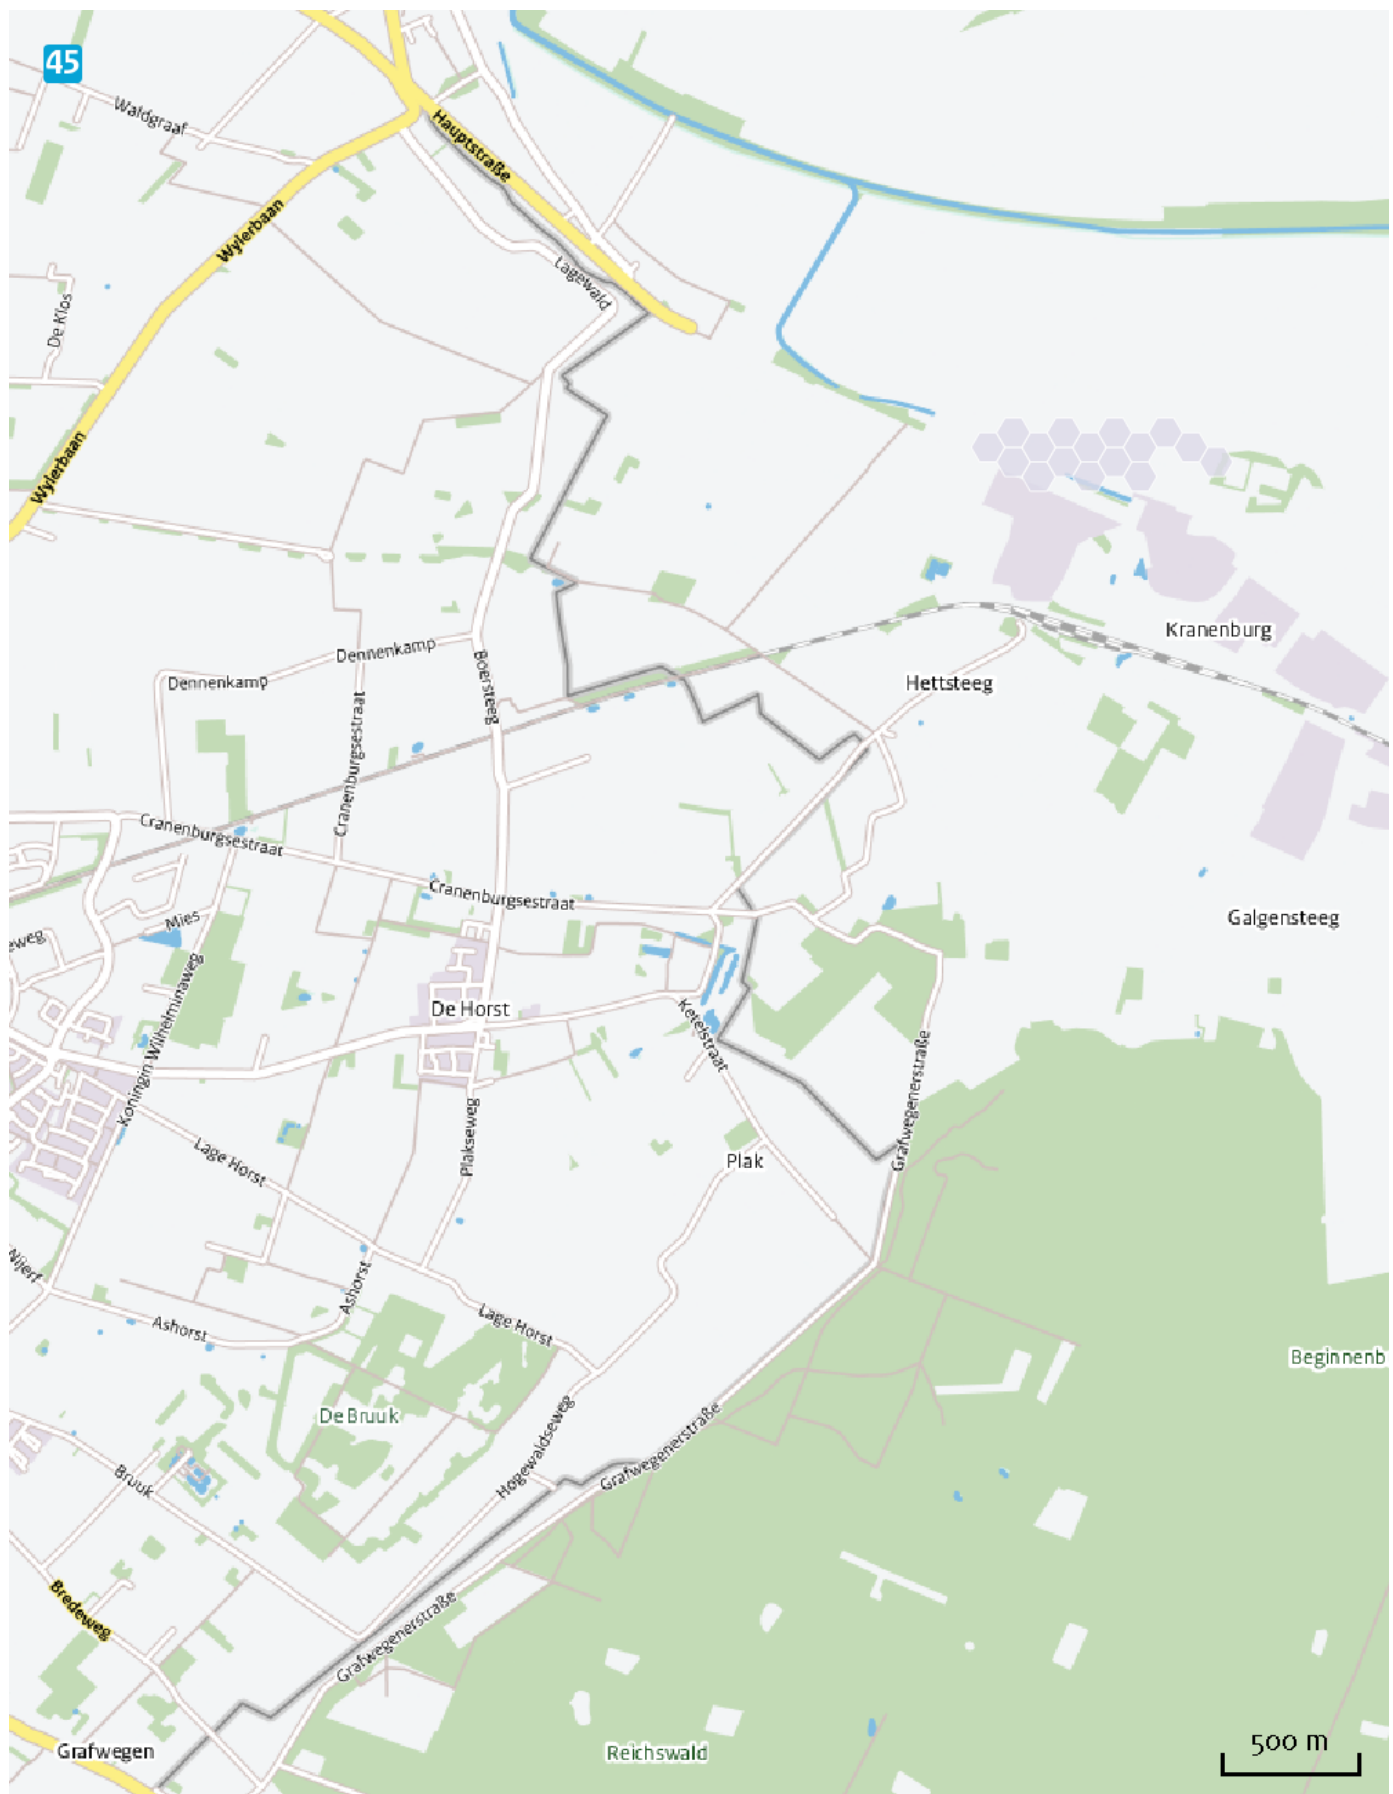 45
Waldgraaf
Hauptstraße
Wylerbaan
Lagewald
De Klos
Wylerbaan
Kranenburg
Dennenkamp
Dennenkamp
Boersteeg
Hettsteeg
Cranenburgsestraat
Cranenburgsestraat
Cranenburgsestraat
Mies
Galgensteeg
eweg
Koningin Wilhelminaweg
De Horst
Ketelstraat
Grafwegenerstraße
Plakseweg
Lage Horst
Plak
Nijerf
Ashorst
Ashorst
Lage Horst
Beginnenb
De Bruuk
Hogewaldseweg
Grafwegenerstraße
Bruuk
Bredeweg
Grafwegenerstraße
Grafwegen
Reichswald
500 m